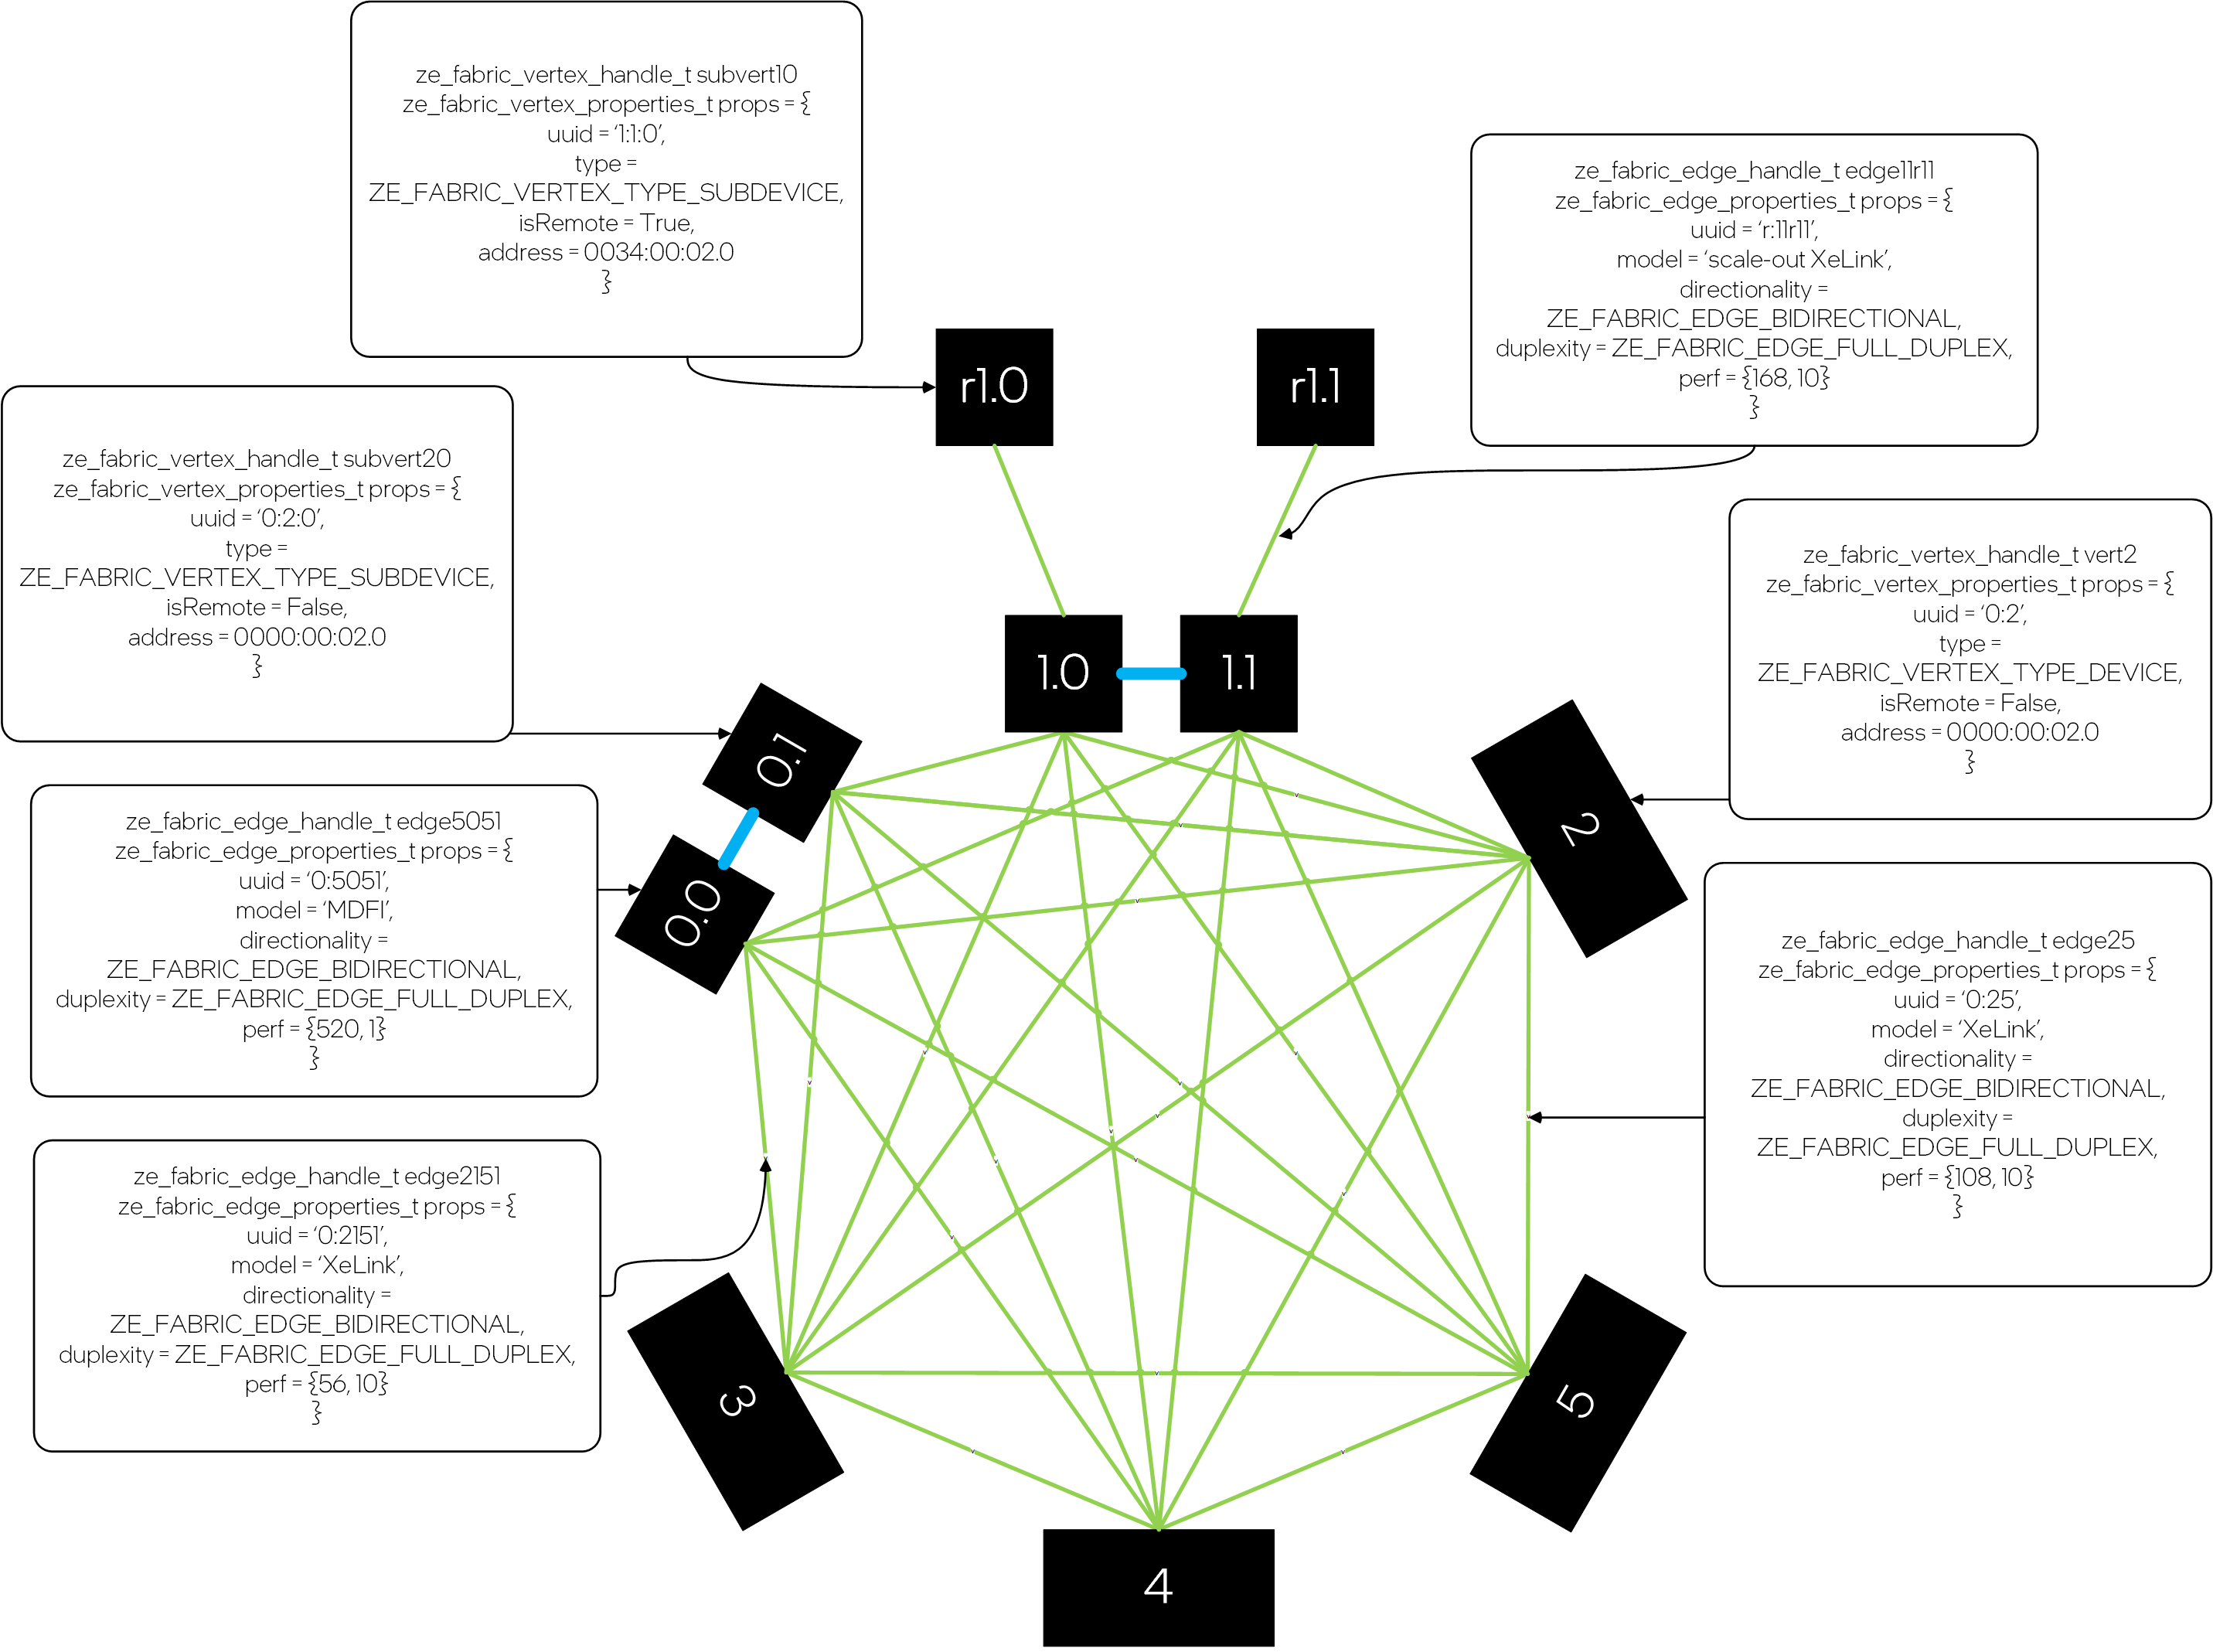 ze_fabric_vertex_handle_t subvert10
ze_fabric_vertex_properties_t props = {
uuid = ‘1:1:0’,
type =
ZE_FABRIC_VERTEX_TYPE_SUBDEVICE,
isRemote = True,
address = 0034:00:02.0
}
ze_fabric_edge_handle_t edge11r11
ze_fabric_edge_properties_t props = {
uuid = ‘r:11r11’,
model = ‘scale-out XeLink’,
directionality =
ZE_FABRIC_EDGE_BIDIRECTIONAL,
duplexity = ZE_FABRIC_EDGE_FULL_DUPLEX,
perf = {168, 10}
}
r1.0
r1.1
ze_fabric_vertex_handle_t subvert20
ze_fabric_vertex_properties_t props = {
uuid = ‘0:2:0’,
type =
ZE_FABRIC_VERTEX_TYPE_SUBDEVICE,
isRemote = False,
address = 0000:00:02.0
}
ze_fabric_vertex_handle_t vert2
ze_fabric_vertex_properties_t props = {
uuid = ‘0:2’,
type =
ZE_FABRIC_VERTEX_TYPE_DEVICE,
isRemote = False,
address = 0000:00:02.0
}
1.0
1.1
0.1
0.0
2
ze_fabric_edge_handle_t edge5051
ze_fabric_edge_properties_t props = {
uuid = ‘0:5051’,
model = ‘MDFI’,
directionality =
ZE_FABRIC_EDGE_BIDIRECTIONAL,
duplexity = ZE_FABRIC_EDGE_FULL_DUPLEX,
perf = {520, 1}
}
ze_fabric_edge_handle_t edge25
ze_fabric_edge_properties_t props = {
uuid = ‘0:25’,
model = ‘XeLink’,
directionality =
ZE_FABRIC_EDGE_BIDIRECTIONAL,
duplexity =
ZE_FABRIC_EDGE_FULL_DUPLEX,
perf = {108, 10}
}
ze_fabric_edge_handle_t edge2151
ze_fabric_edge_properties_t props = {
uuid = ‘0:2151’,
model = ‘XeLink’,
directionality =
ZE_FABRIC_EDGE_BIDIRECTIONAL,
duplexity = ZE_FABRIC_EDGE_FULL_DUPLEX,
perf = {56, 10}
}
3
5
4